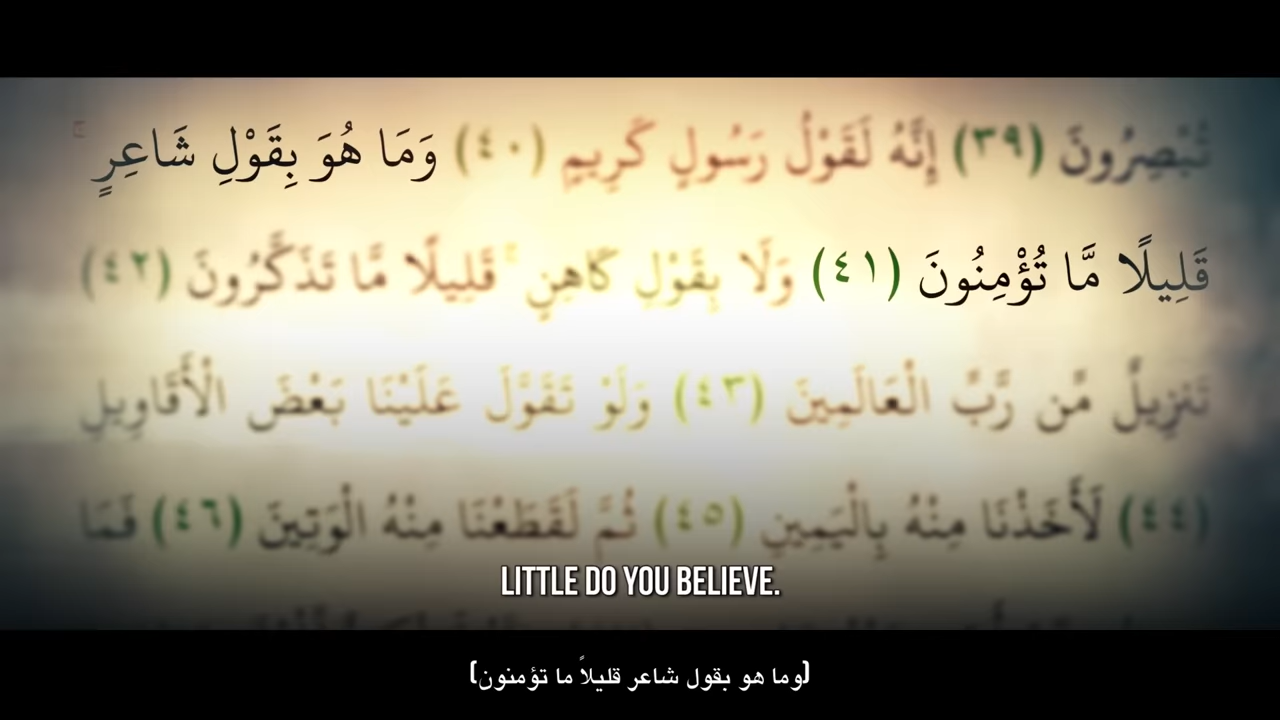 تُبْصِرُونَ (٣٩) إِنَّهُ لَقَوْلُ رَسُولٍ كَرِيمٍ (٤٠) وَمَا هُوَ بِقَوْلِ شَاعِرٍ ۚ
قَلِيلًا مَّا تُؤْمِنُونَ (٤١) وَلَا بِقَوْلِ كَاهِنٍ ۚ قَلِيلًا مَّا تَذَكَّرُونَ (٤٢)
تَنزِيلٌ مِّن رَّبِّ الْعَالَمِينَ (٤٣) وَلَوْ تَقَوَّلَ عَلَيْنَا بَعْضَ الْأَقَاوِيلِ
(٤٤) لَأَخَذْنَا مِنْهُ بِالْيَمِينِ (٤٥) ثُمَّ لَقَطَعْنَا مِنْهُ الْوَتِينَ (٤٦) فَمَا
LITTLE DO YOU BELIEVE.
(وما هو بقول شاعر قليلاً ما تؤمنون)